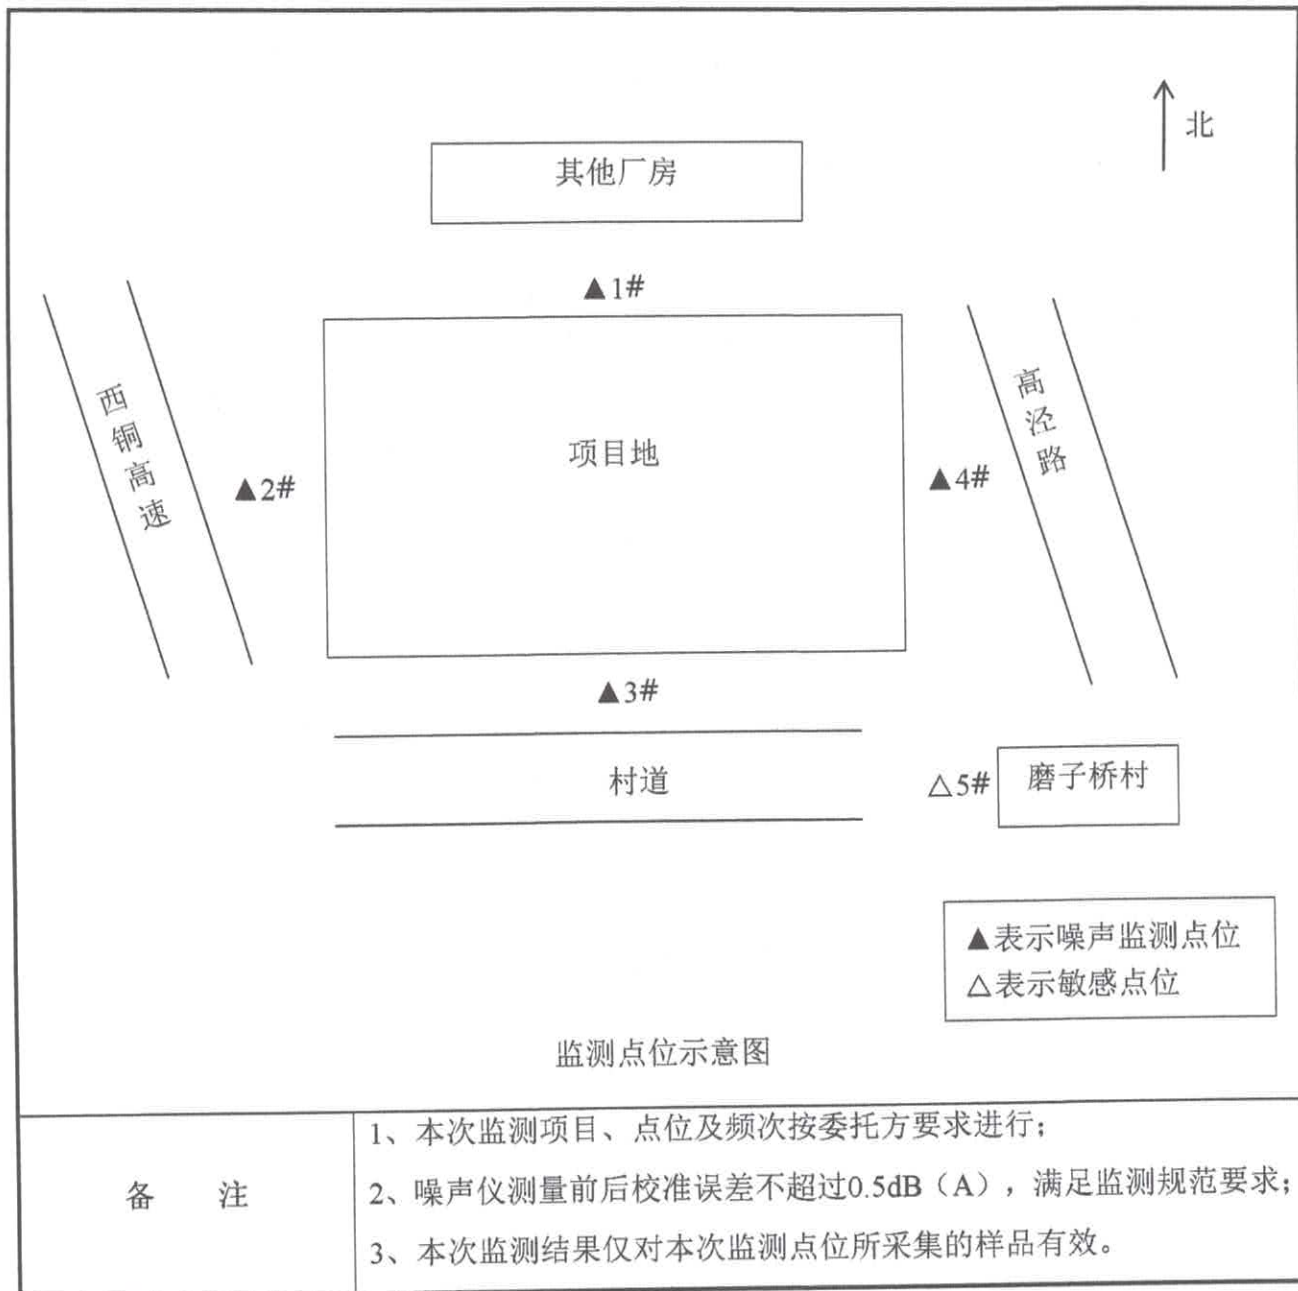 北
其他厂房
▲1#
西铜高速
▲2#
项目地
▲4#
高泾路
▲3#
村道
△5#
磨子桥村
▲表示噪声监测点位
△表示敏感点位
监测点位示意图
备 注
1、本次监测项目、点位及频次按委托方要求进行；
2、噪声仪测量前后校准误差不超过0.5dB（A），满足监测规范要求；
3、本次监测结果仅对本次监测点位所采集的样品有效。